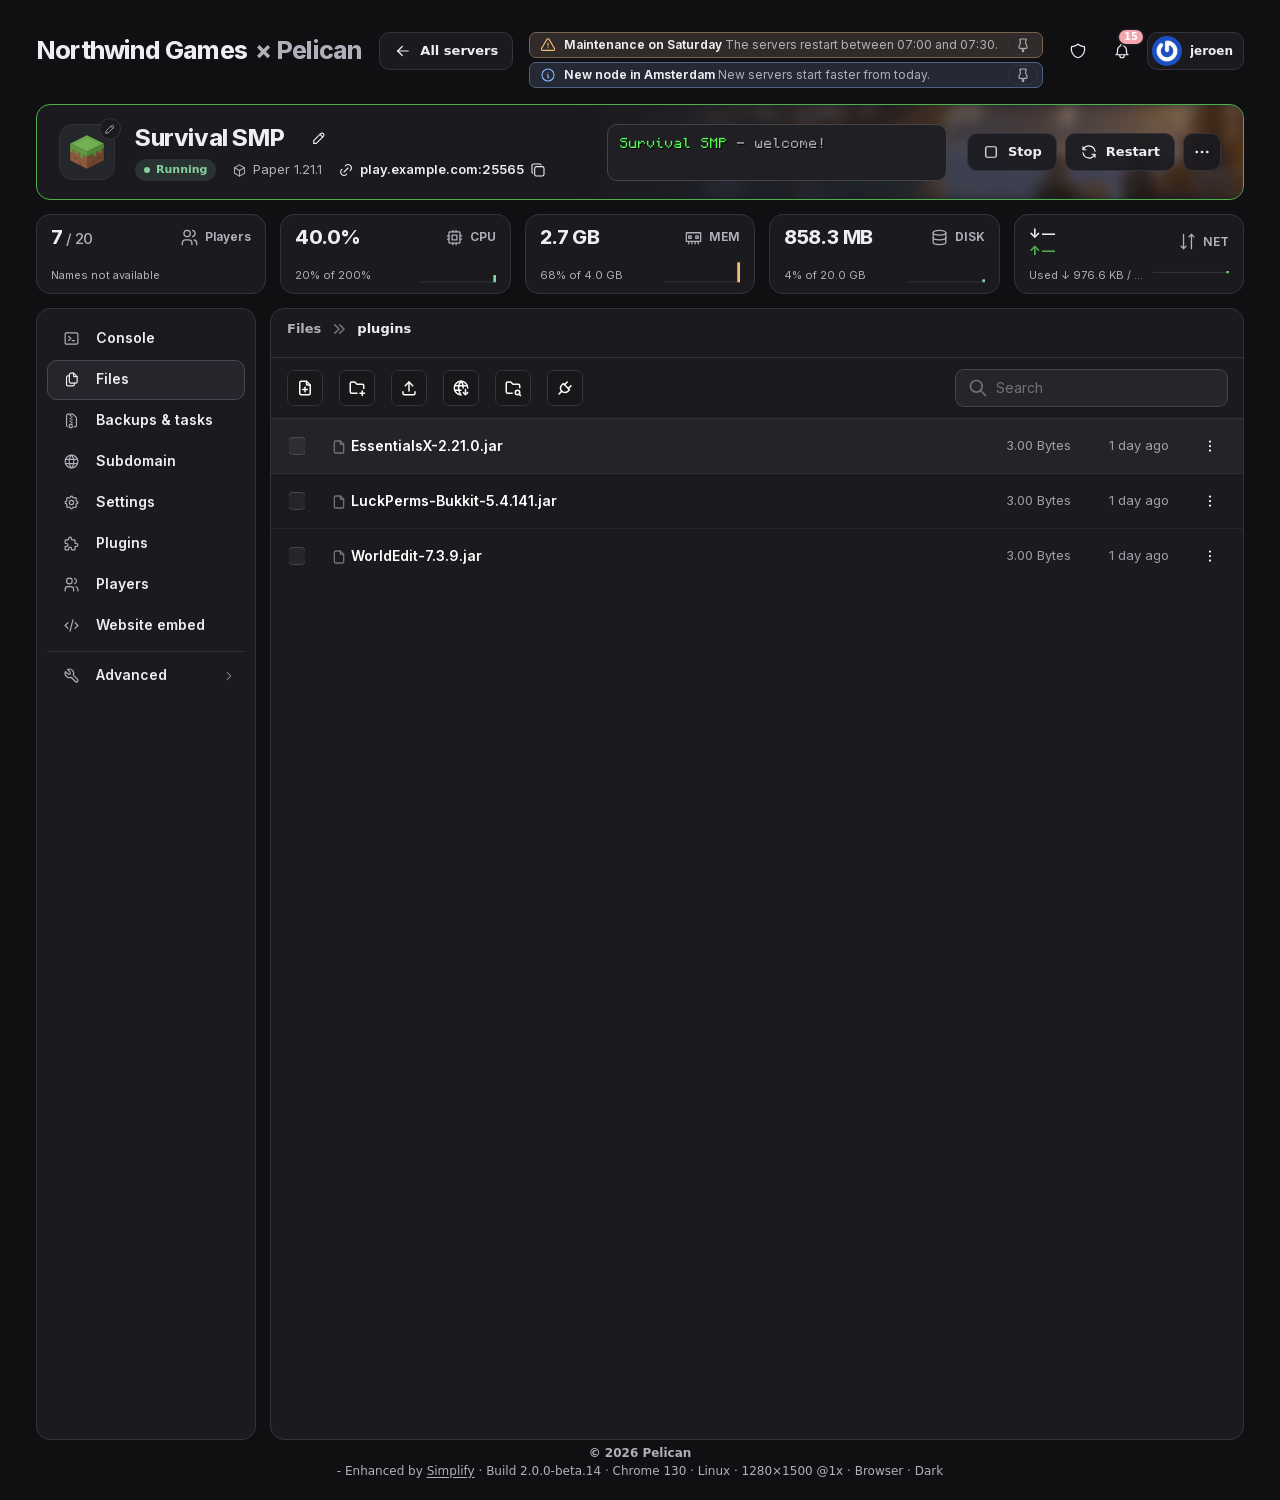 Northwind Games × Pelican
All servers
Maintenance on Saturday The servers restart between 07:00 and 07:30.
New node in Amsterdam New servers start faster from today.
15
jeroen
Survival SMP
Running
Paper 1.21.1
play.example.com:25565
Survival SMP - welcome!
Stop
Restart
7 / 20
Players
Names not available
40.0%
CPU
20% of 200%
2.7 GB
MEM
68% of 4.0 GB
858.3 MB
DISK
4% of 20.0 GB
↓—
↑—
NET
Used ↓ 976.6 KB / ...
Console
Files
Backups & tasks
Subdomain
Settings
Plugins
Players
Website embed
Advanced
Files » plugins
Search
EssentialsX-2.21.0.jar 3.00 Bytes 1 day ago
LuckPerms-Bukkit-5.4.141.jar 3.00 Bytes 1 day ago
WorldEdit-7.3.9.jar 3.00 Bytes 1 day ago
© 2026 Pelican
- Enhanced by Simplify · Build 2.0.0-beta.14 · Chrome 130 · Linux · 1280×1500 @1x · Browser · Dark